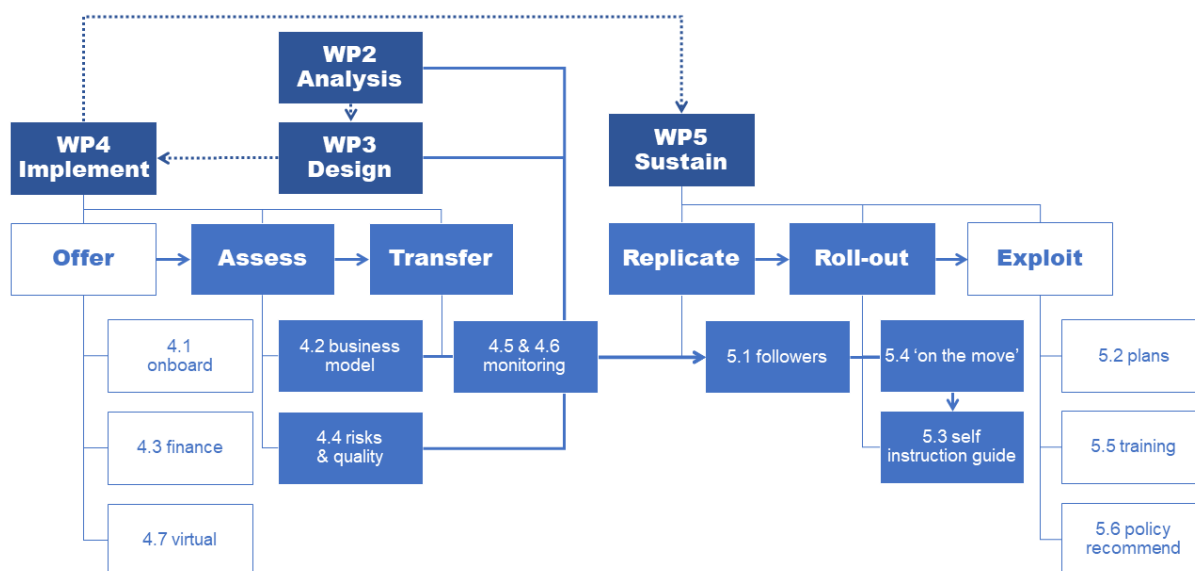 WP2
Analysis
WP4
Implement
WP3
Design
WP5
Sustain
Offer
Assess
Transfer
Replicate
Roll-out
Exploit
4.1
onboard
4.2 business
model
4.5 & 4.6
monitoring
5.1 followers
5.4 ‘on the move’
5.2 plans
4.3 finance
4.4 risks
& quality
5.3 self
instruction guide
5.5 training
4.7 virtual
5.6 policy
recommend